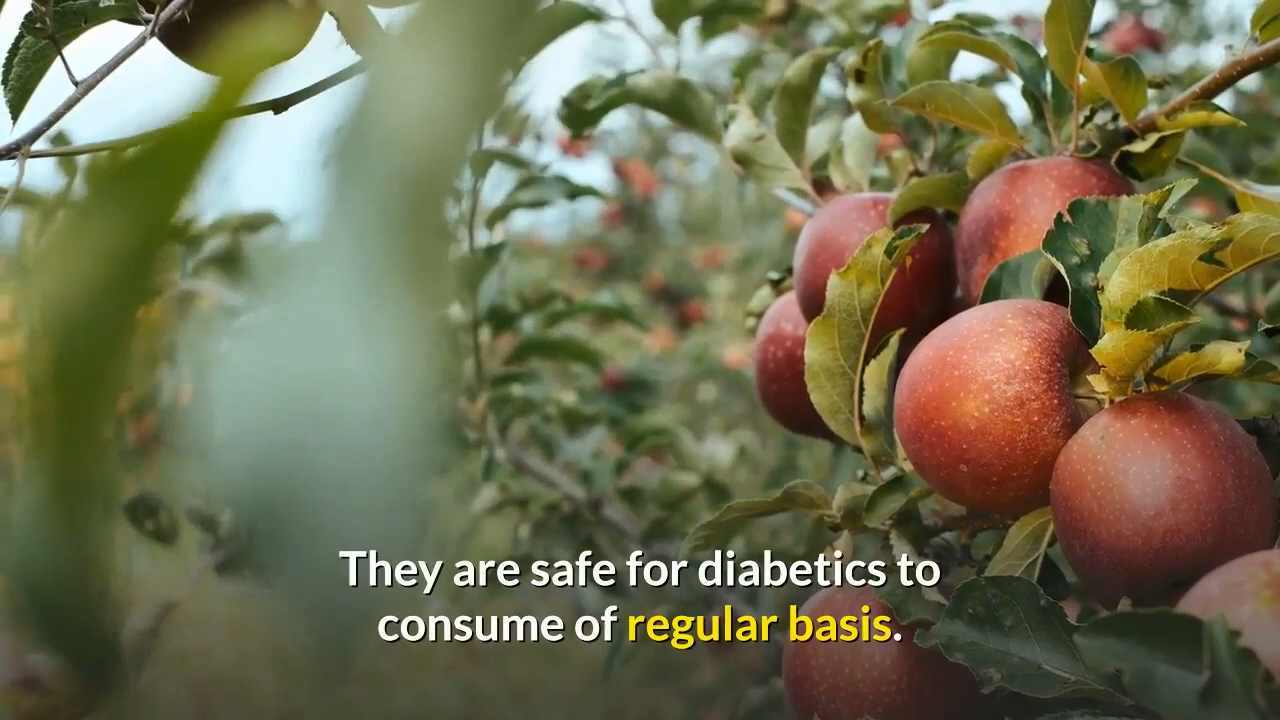 They are safe for diabetics to
consume of regular basis.